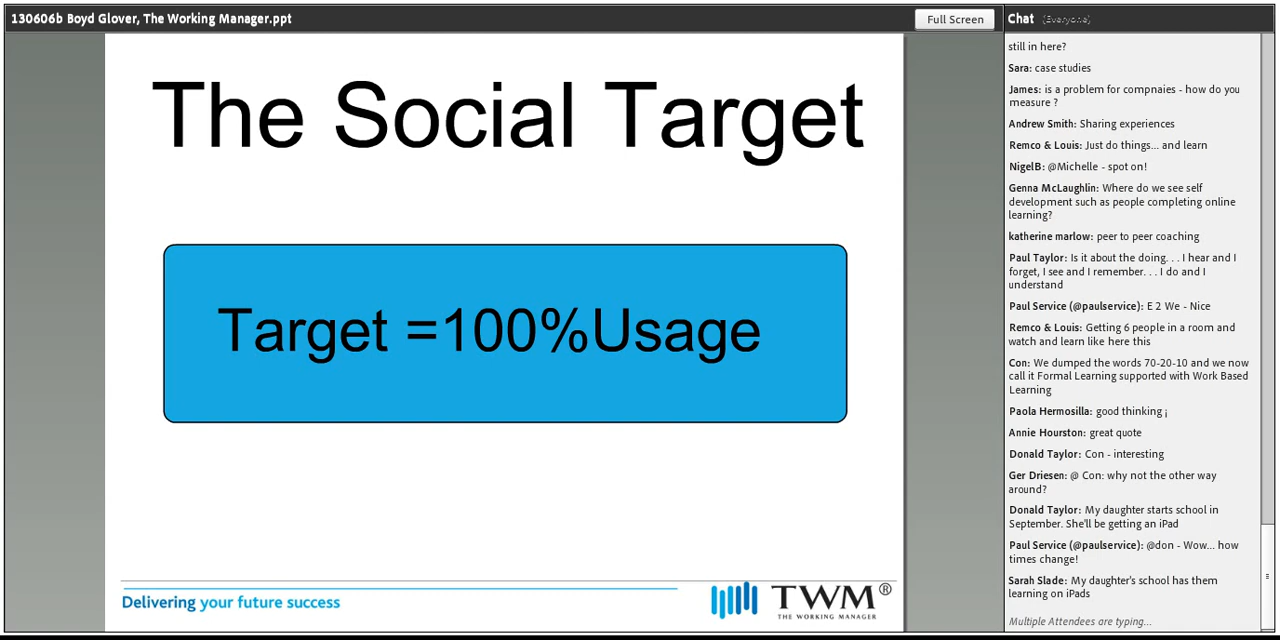 130606b Boyd Glover, The Working Manager.ppt
Full Screen
The Social Target
Target =100%Usage
Delivering your future success
TWM®
THE WORKING MANAGER
Chat (Everyone)
still in here?
Sara: case studies
James: is a problem for compnaies - how do you
measure ?
Andrew Smith: Sharing experiences
Remco & Louis: Just do things... and learn
NigelB: @Michelle - spot on!
Genna McLaughlin: Where do we see self
development such as people completing online
learning?
katherine marlow: peer to peer coaching
Paul Taylor: Is it about the doing. . . I hear and I
forget, I see and I remember. . . I do and I
understand
Paul Service (@paulservice): E 2 We - Nice
Remco & Louis: Getting 6 people in a room and
watch and learn like here this
Con: We dumped the words 70-20-10 and we now
call it Formal Learning supported with Work Based
Learning
Paola Hermosilla: good thinking ¡
Annie Hourston: great quote
Donald Taylor: Con - interesting
Ger Driesen: @ Con: why not the other way
around?
Donald Taylor: My daughter starts school in
September. She'll be getting an iPad
Paul Service (@paulservice): @don - Wow... how
times change!
Sarah Slade: My daughter's school has them
learning on iPads
Multiple Attendees are typing...